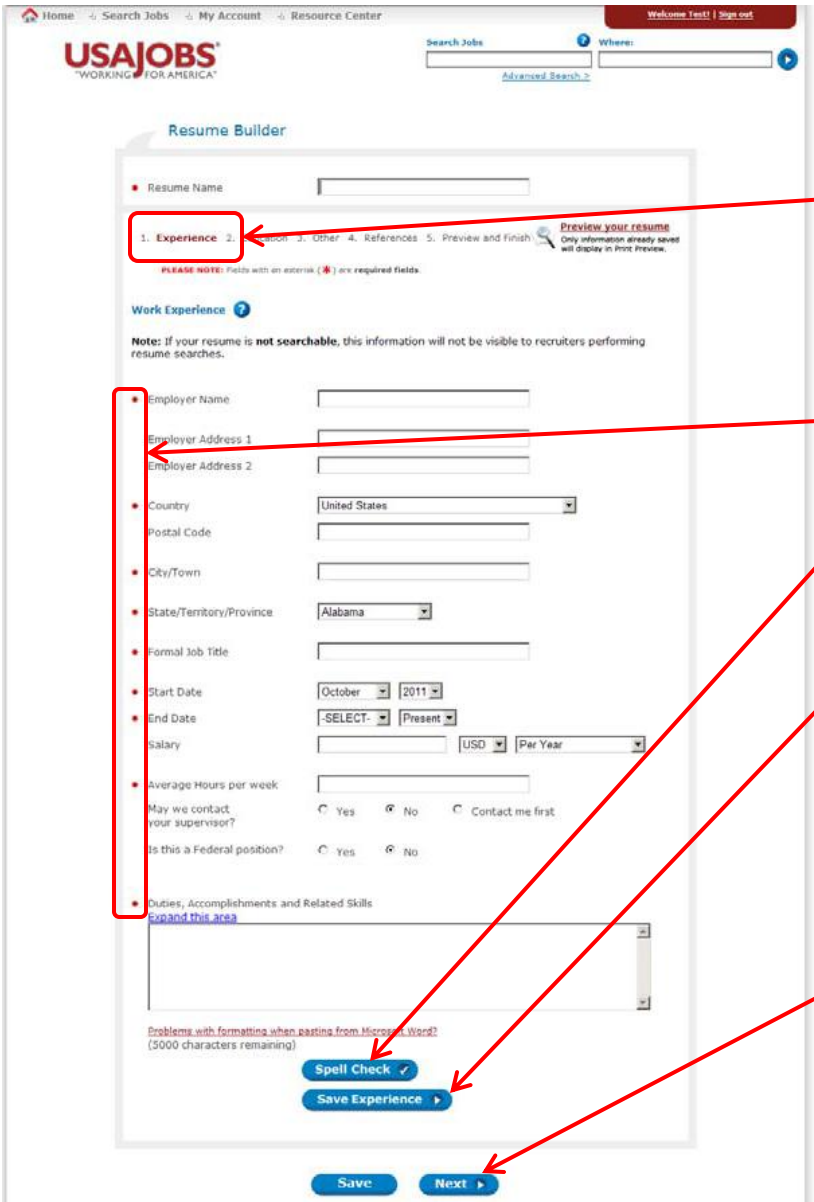 Home Search Jobs My Account Resource Center Welcome Test! | Sign out
USAJOBS®
"WORKING FOR AMERICA"
Search Jobs ? Where:
Advanced Search >
Resume Builder
* Resume Name
1. Experience 2. Education 3. Other 4. References 5. Preview and Finish
Preview your resume
Only information already saved
will display in Print Preview.
PLEASE NOTE: Fields with an asterisk (*) are required fields.
Work Experience ?
Note: If your resume is not searchable, this information will not be visible to recruiters performing
resume searches.
* Employer Name
Employer Address 1
Employer Address 2
* Country United States
Postal Code
* City/Town
* State/Territory/Province Alabama
* Formal Job Title
* Start Date October 2011
* End Date -SELECT- Present
Salary USD Per Year
* Average Hours per week
May we contact
your supervisor? Yes No Contact me first
Is this a Federal position? Yes No
* Duties, Accomplishments and Related Skills
Expand this area
Problems with formatting when pasting from Microsoft Word?
(5000 characters remaining)
Spell Check
Save Experience
Save Next